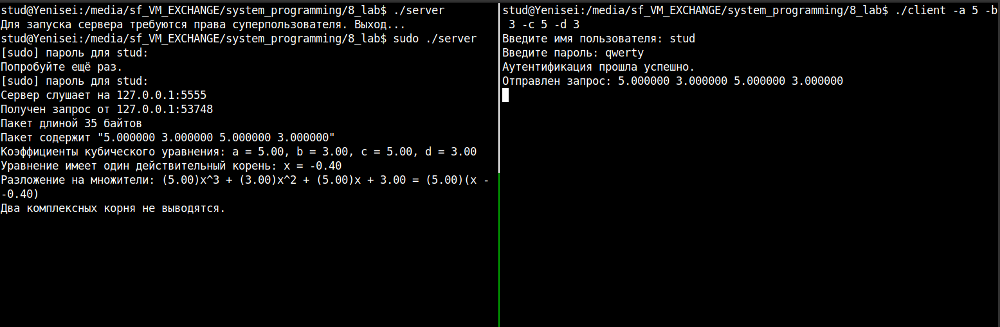 stud@Yenisei:/media/sf_VM_EXCHANGE/system_programming/8_lab$ ./server
Для запуска сервера требуются права суперпользователя. Выход...
stud@Yenisei:/media/sf_VM_EXCHANGE/system_programming/8_lab$ sudo ./server
[sudo] пароль для stud:
Попробуйте ещё раз.
[sudo] пароль для stud:
Сервер слушает на 127.0.0.1:5555
Получен запрос от 127.0.0.1:53748
Пакет длиной 35 байтов
Пакет содержит "5.000000 3.000000 5.000000 3.000000"
Коэффициенты кубического уравнения: a = 5.00, b = 3.00, c = 5.00, d = 3.00
Уравнение имеет один действительный корень: x = -0.40
Разложение на множители: (5.00)x^3 + (3.00)x^2 + (5.00)x + 3.00 = (5.00)(x -
-0.40)
Два комплексных корня не выводятся.
stud@Yenisei:/media/sf_VM_EXCHANGE/system_programming/8_lab$ ./client -a 5 -b
3 -c 5 -d 3
Введите имя пользователя: stud
Введите пароль: qwerty
Аутентификация прошла успешно.
Отправлен запрос: 5.000000 3.000000 5.000000 3.000000